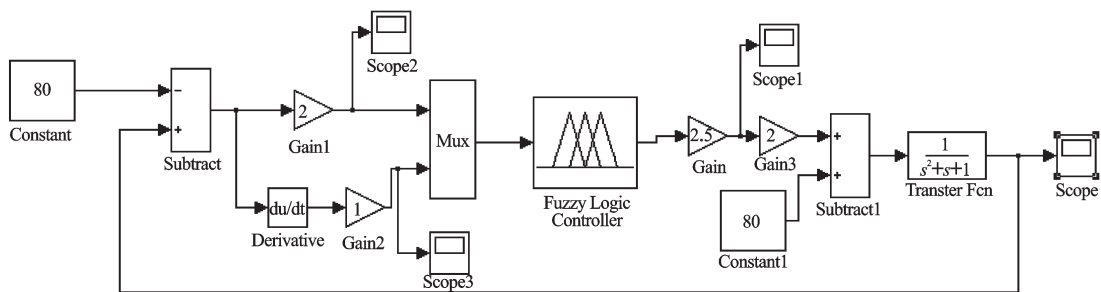 80
Constant
−
+
Subtract
2
Gain1
Scope2
du/dt
Derivative
1
Gain2
Scope3
Mux
Fuzzy Logic
Controller
2.5
Gain
Scope1
2
Gain3
80
Constant1
+
+
Subtract1
1
s²+s+1
Transter Fcn
Scope